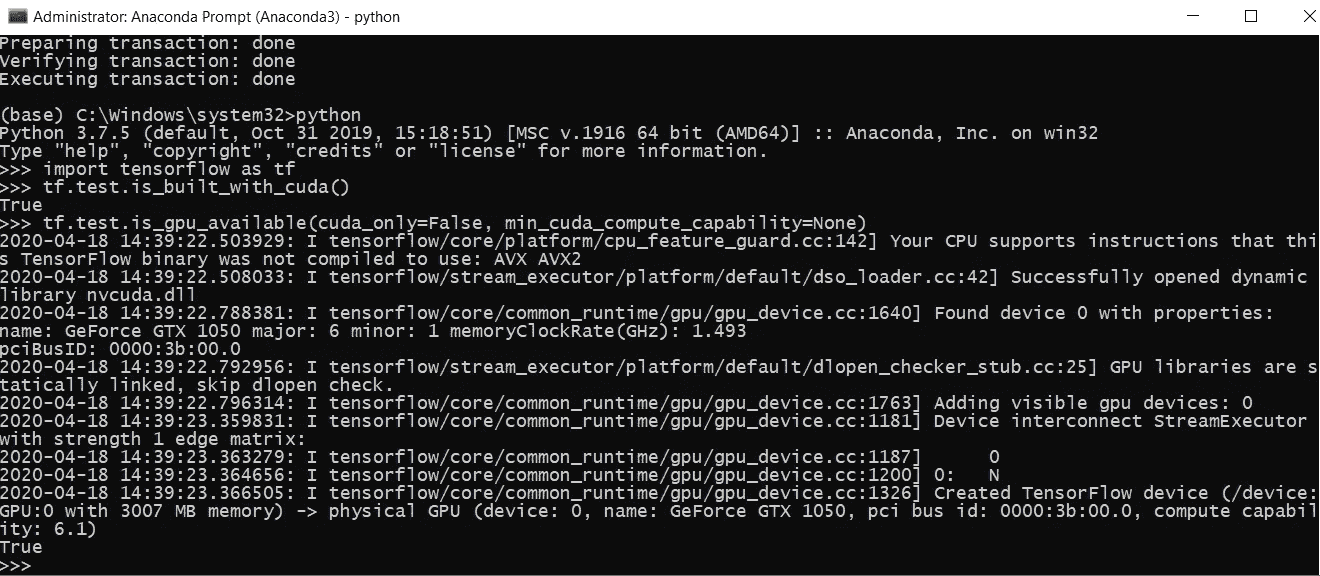 Administrator: Anaconda Prompt (Anaconda3) - python
Preparing transaction: done
Verifying transaction: done
Executing transaction: done
(base) C:\Windows\system32>python
Python 3.7.5 (default, Oct 31 2019, 15:18:51) [MSC v.1916 64 bit (AMD64)] :: Anaconda, Inc. on win32
Type "help", "copyright", "credits" or "license" for more information.
>>> import tensorflow as tf
>>> tf.test.is_built_with_cuda()
True
>>> tf.test.is_gpu_available(cuda_only=False, min_cuda_compute_capability=None)
2020-04-18 14:39:22.503929: I tensorflow/core/platform/cpu_feature_guard.cc:142] Your CPU supports instructions that thi
s TensorFlow binary was not compiled to use: AVX AVX2
2020-04-18 14:39:22.508033: I tensorflow/stream_executor/platform/default/dso_loader.cc:42] Successfully opened dynamic
library nvcuda.dll
2020-04-18 14:39:22.788381: I tensorflow/core/common_runtime/gpu/gpu_device.cc:1640] Found device 0 with properties:
name: GeForce GTX 1050 major: 6 minor: 1 memoryClockRate(GHz): 1.493
pciBusID: 0000:3b:00.0
2020-04-18 14:39:22.792956: I tensorflow/stream_executor/platform/default/dlopen_checker_stub.cc:25] GPU libraries are s
tatically linked, skip dlopen check.
2020-04-18 14:39:22.796314: I tensorflow/core/common_runtime/gpu/gpu_device.cc:1763] Adding visible gpu devices: 0
2020-04-18 14:39:23.359831: I tensorflow/core/common_runtime/gpu/gpu_device.cc:1181] Device interconnect StreamExecutor
with strength 1 edge matrix:
2020-04-18 14:39:23.363279: I tensorflow/core/common_runtime/gpu/gpu_device.cc:1187]      0
2020-04-18 14:39:23.364656: I tensorflow/core/common_runtime/gpu/gpu_device.cc:1200] 0:   N
2020-04-18 14:39:23.366505: I tensorflow/core/common_runtime/gpu/gpu_device.cc:1326] Created TensorFlow device (/device:
GPU:0 with 3007 MB memory) -> physical GPU (device: 0, name: GeForce GTX 1050, pci bus id: 0000:3b:00.0, compute capabil
ity: 6.1)
True
>>>